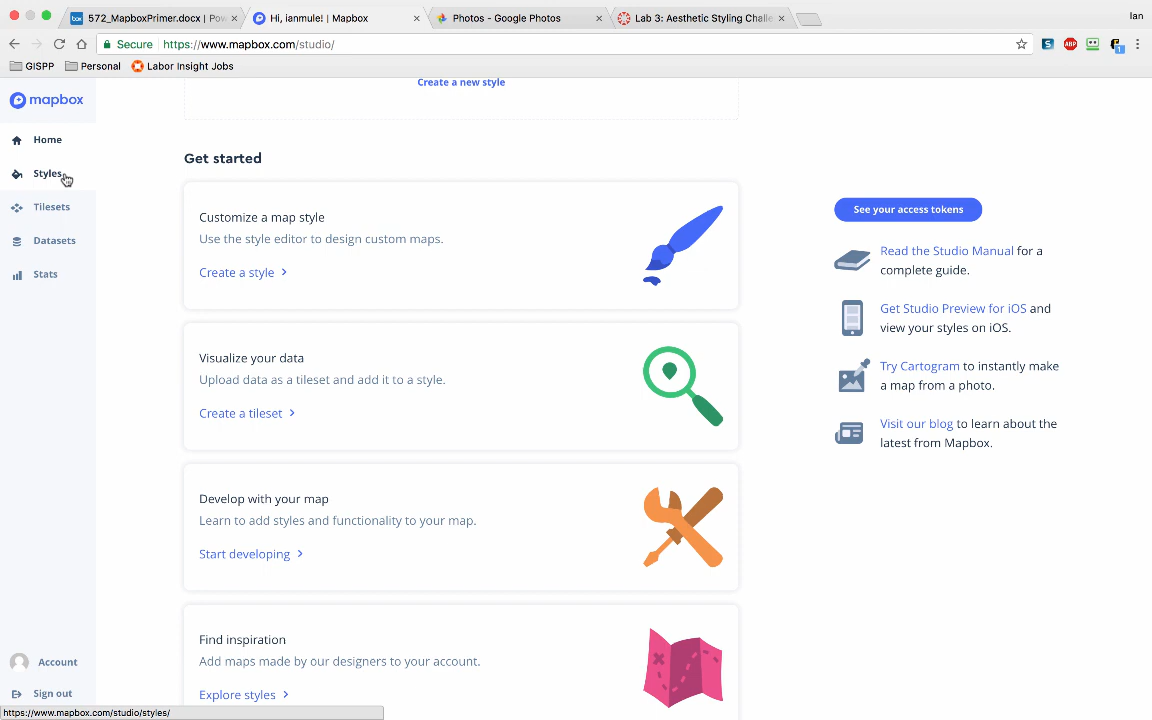 572_MapboxPrimer.docx | Pow
Hi, ianmule! | Mapbox
Photos - Google Photos
Lab 3: Aesthetic Styling Challe
Ian
Secure
https://www.mapbox.com/studio/
S
ABP
1
GISPP
Personal
Labor Insight Jobs
mapbox
Create a new style
Home
Styles
Tilesets
Datasets
Stats
Get started
Customize a map style
Use the style editor to design custom maps.
Create a style
Visualize your data
Upload data as a tileset and add it to a style.
Create a tileset
Develop with your map
Learn to add styles and functionality to your map.
Start developing
Find inspiration
Add maps made by our designers to your account.
Explore styles
See your access tokens
Read the Studio Manual for a
complete guide.
Get Studio Preview for iOS and
view your styles on iOS.
Try Cartogram to instantly make
a map from a photo.
Visit our blog to learn about the
latest from Mapbox.
Account
Sign out
https://www.mapbox.com/studio/styles/